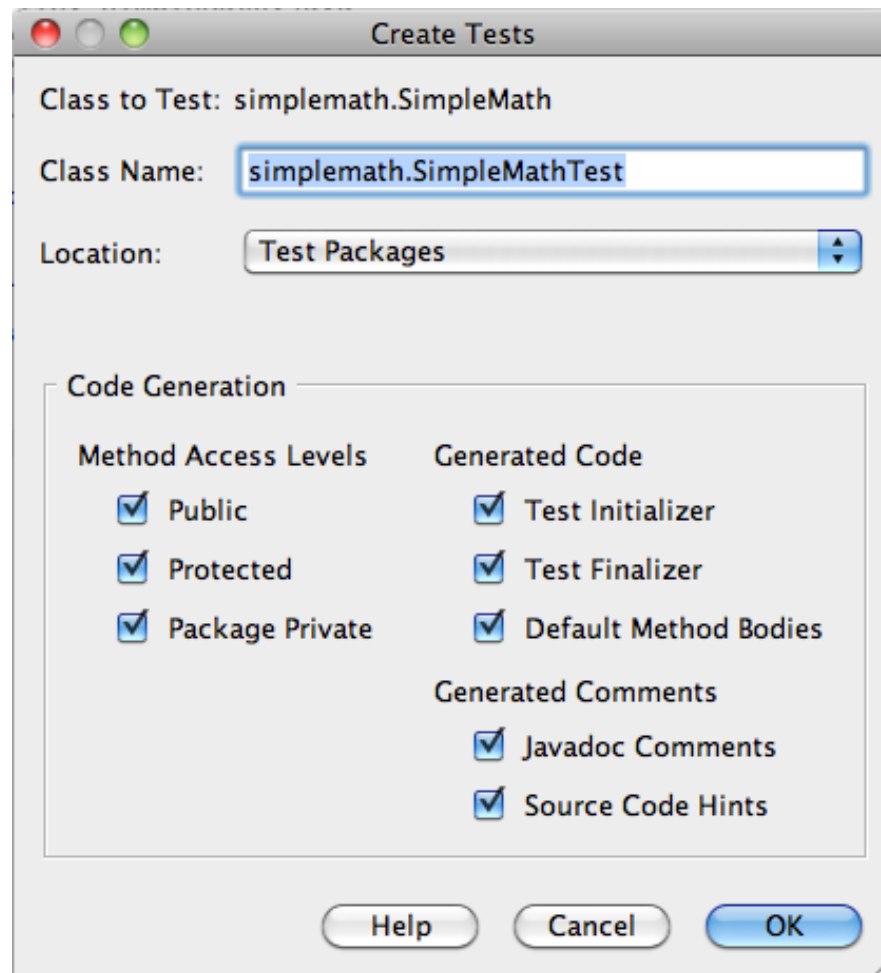 Create Tests
Class to Test: simplemath.SimpleMath
Class Name: simplemath.SimpleMathTest
Location: Test Packages
Code Generation
Method Access Levels
Public
Protected
Package Private
Generated Code
Test Initializer
Test Finalizer
Default Method Bodies
Generated Comments
Javadoc Comments
Source Code Hints
Help Cancel OK